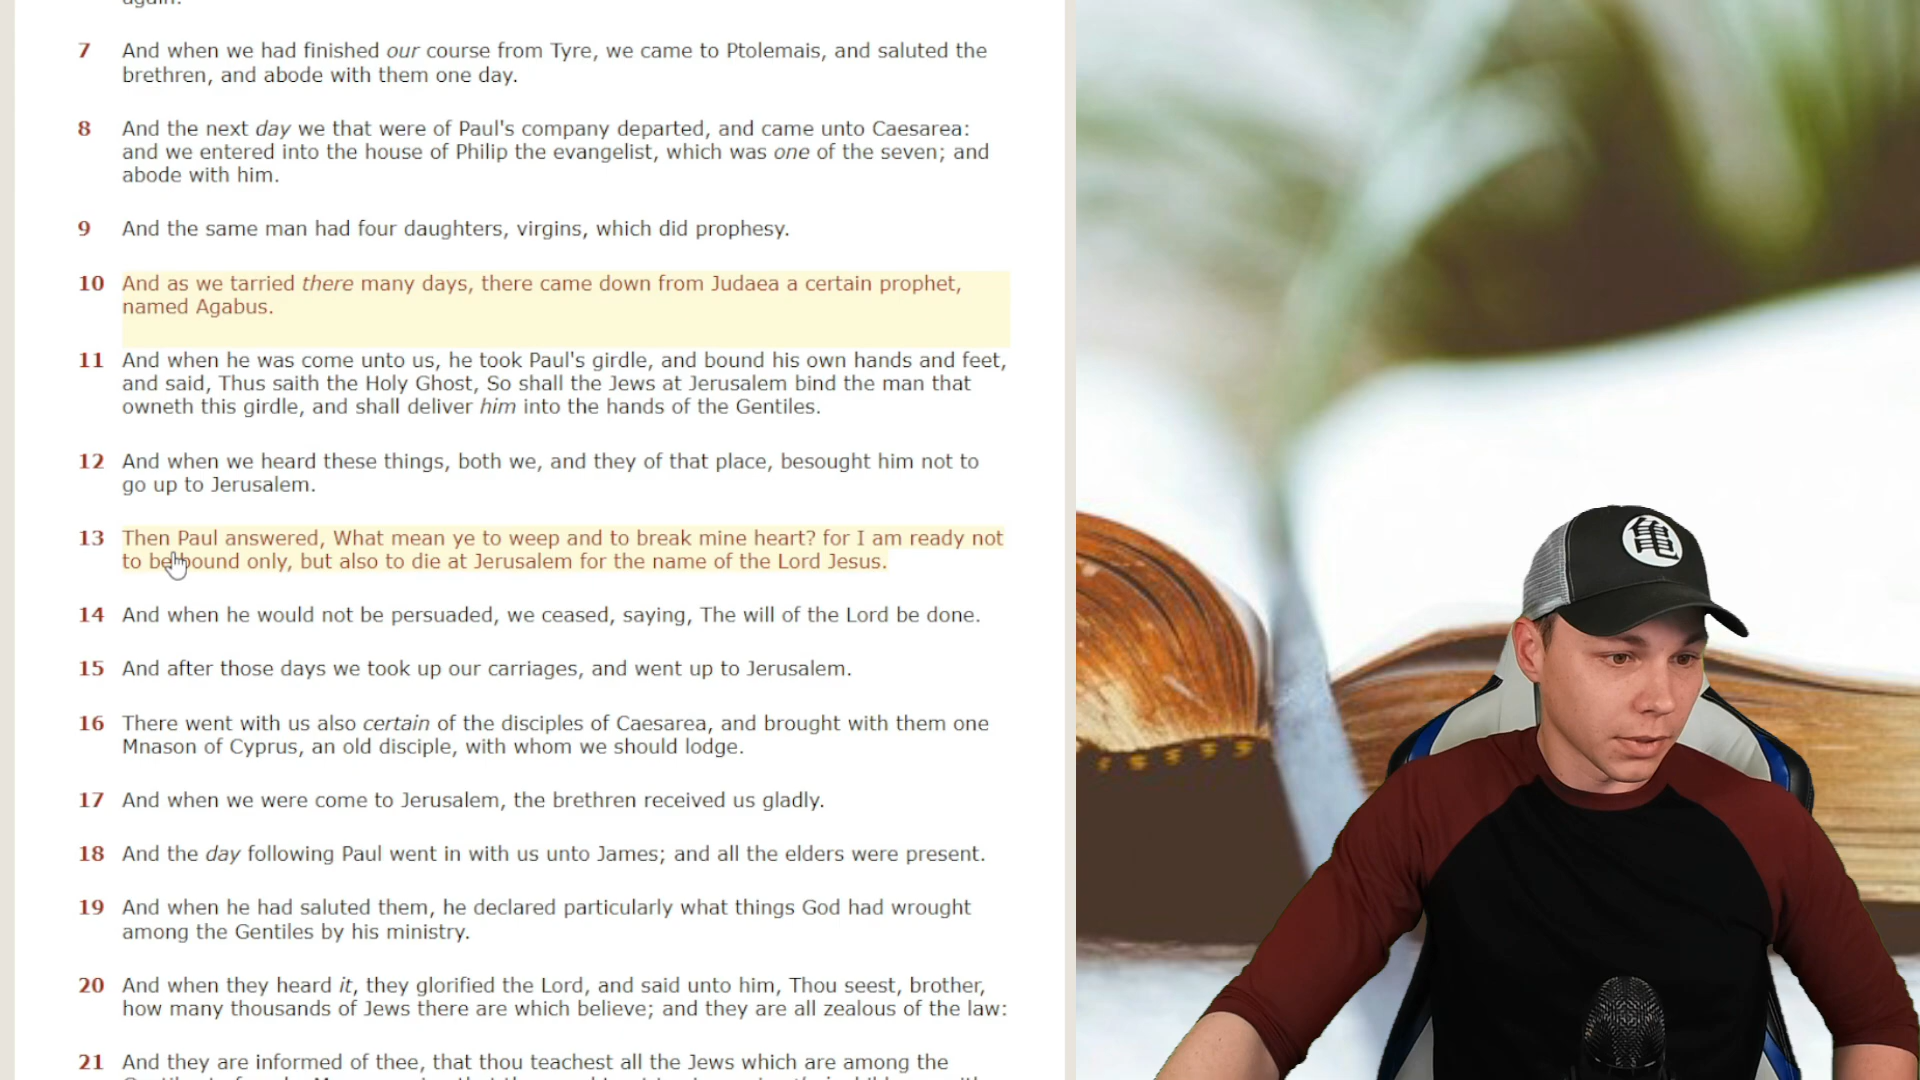 again.
7 And when we had finished our course from Tyre, we came to Ptolemais, and saluted the
brethren, and abode with them one day.
8 And the next day we that were of Paul's company departed, and came unto Caesarea:
and we entered into the house of Philip the evangelist, which was one of the seven; and
abode with him.
9 And the same man had four daughters, virgins, which did prophesy.
10 And as we tarried there many days, there came down from Judaea a certain prophet,
named Agabus.
11 And when he was come unto us, he took Paul's girdle, and bound his own hands and feet,
and said, Thus saith the Holy Ghost, So shall the Jews at Jerusalem bind the man that
owneth this girdle, and shall deliver him into the hands of the Gentiles.
12 And when we heard these things, both we, and they of that place, besought him not to
go up to Jerusalem.
13 Then Paul answered, What mean ye to weep and to break mine heart? for I am ready not
to be bound only, but also to die at Jerusalem for the name of the Lord Jesus.
14 And when he would not be persuaded, we ceased, saying, The will of the Lord be done.
15 And after those days we took up our carriages, and went up to Jerusalem.
16 There went with us also certain of the disciples of Caesarea, and brought with them one
Mnason of Cyprus, an old disciple, with whom we should lodge.
17 And when we were come to Jerusalem, the brethren received us gladly.
18 And the day following Paul went in with us unto James; and all the elders were present.
19 And when he had saluted them, he declared particularly what things God had wrought
among the Gentiles by his ministry.
20 And when they heard it, they glorified the Lord, and said unto him, Thou seest, brother,
how many thousands of Jews there are which believe; and they are all zealous of the law:
21 And they are informed of thee, that thou teachest all the Jews which are among the
亀